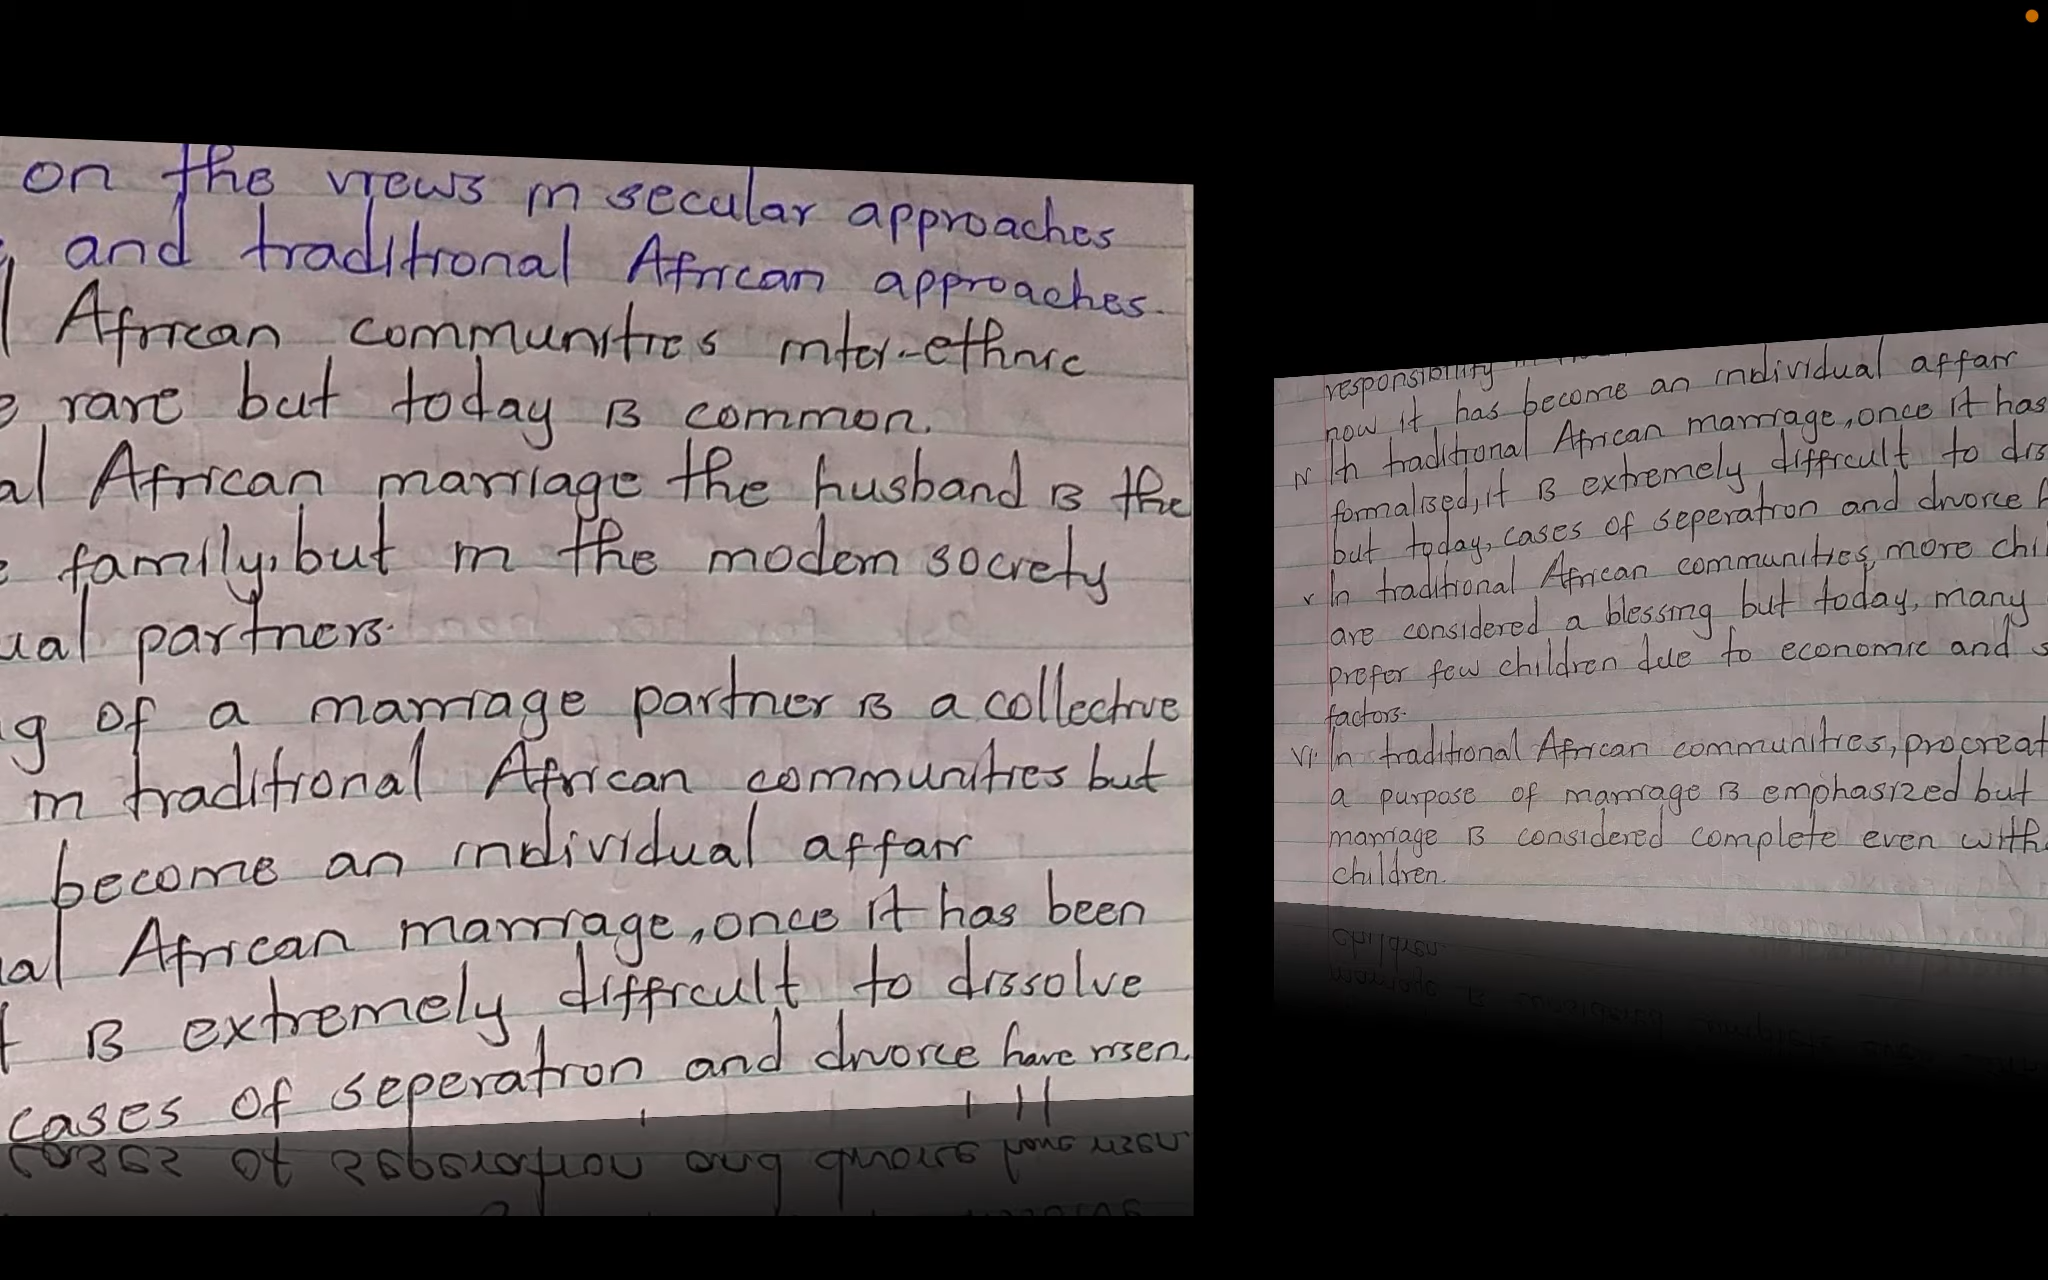 on the views in secular approaches
and traditional African approaches.
African communities inter-ethnic
rare but today is common.
al African marriage the husband is the
family, but in the modern society
ual partners.
g of a marriage partner is a collective
in traditional African communities but
become an individual affair
al African marriage, once it has been
is extremely difficult to dissolve
cases of seperation and divorce have risen.
responsibility in
now it has become an individual affair
iv In traditional African marriage, once it has
formalised, it is extremely difficult to dis
but today, cases of seperation and divorce h
v In traditional African communities, more chil
are considered a blessing but today, many
prefer few children due to economic and s
factors.
vi. In traditional African communities, procreat
a purpose of marriage is emphasized but
marriage is considered complete even with
children.